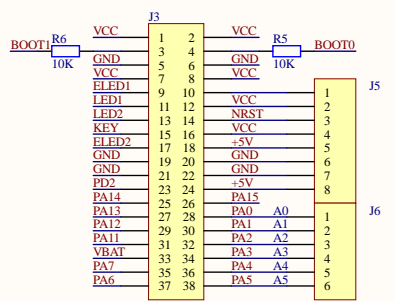 J3
VCC 1 2 VCC
R6 R5
BOOT1 3 4 BOOT0
10K 10K
GND 5 6 GND
VCC 7 8 VCC
J5
ELED1 9 10 1
LED1 11 12 VCC 2
LED2 13 14 NRST 3
KEY 15 16 VCC 4
ELED2 17 18 +5V 5
GND 19 20 GND 6
GND 21 22 GND 7
PD2 23 24 +5V 8
PA14 25 26 PA15
J6
PA13 27 28 PA0 A0 1
PA12 29 30 PA1 A1 2
PA11 31 32 PA2 A2 3
VBAT 33 34 PA3 A3 4
PA7 35 36 PA4 A4 5
PA6 37 38 PA5 A5 6